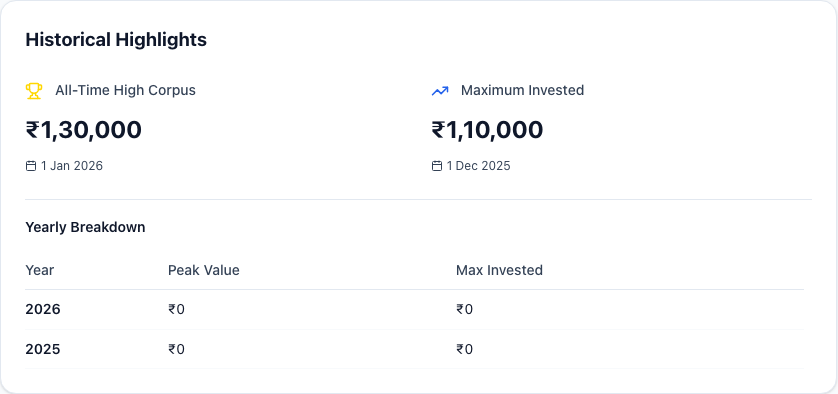 Historical Highlights
All-Time High Corpus
Maximum Invested
₹1,30,000
₹1,10,000
1 Jan 2026
1 Dec 2025
Yearly Breakdown
Year Peak Value Max Invested
2026 ₹0 ₹0
2025 ₹0 ₹0